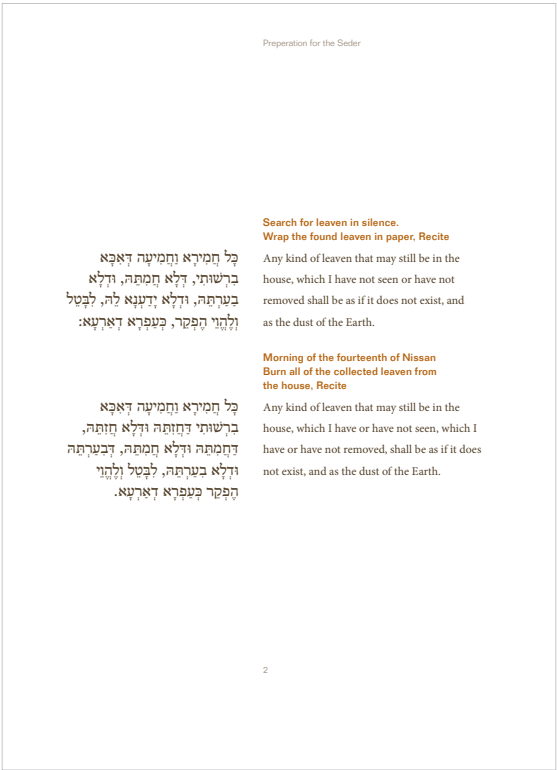 Preperation for the Seder
Search for leaven in silence.
Wrap the found leaven in paper, Recite
כָּל חֲמִירָא וַחֲמִיעָה דְּאִכָּא
בִרְשׁוּתִי, דְּלָא חֲמִתֵּהּ, וּדְלָא
בִעַרְתֵּהּ, וּדְלָא יְדַעְנָא לֵהּ, לִבָּטֵל
וְלֶהֱוֵי הֶפְקֵר, כְּעַפְרָא דְאַרְעָא:
Any kind of leaven that may still be in the
house, which I have not seen or have not
removed shall be as if it does not exist, and
as the dust of the Earth.
Morning of the fourteenth of Nissan
Burn all of the collected leaven from
the house, Recite
כָּל חֲמִירָא וַחֲמִיעָה דְּאִכָּא
בִרְשׁוּתִי דַּחֲזִתֵּהּ וּדְלָא חֲזִתֵּהּ,
דַּחֲמִתֵּהּ וּדְלָא חֲמִתֵּהּ, דְּבִעַרְתֵּהּ
וּדְלָא בִעַרְתֵּהּ, לִבָּטֵל וְלֶהֱוֵי
הֶפְקֵר כְּעַפְרָא דְאַרְעָא.
Any kind of leaven that may still be in the
house, which I have or have not seen, which I
have or have not removed, shall be as if it does
not exist, and as the dust of the Earth.
2